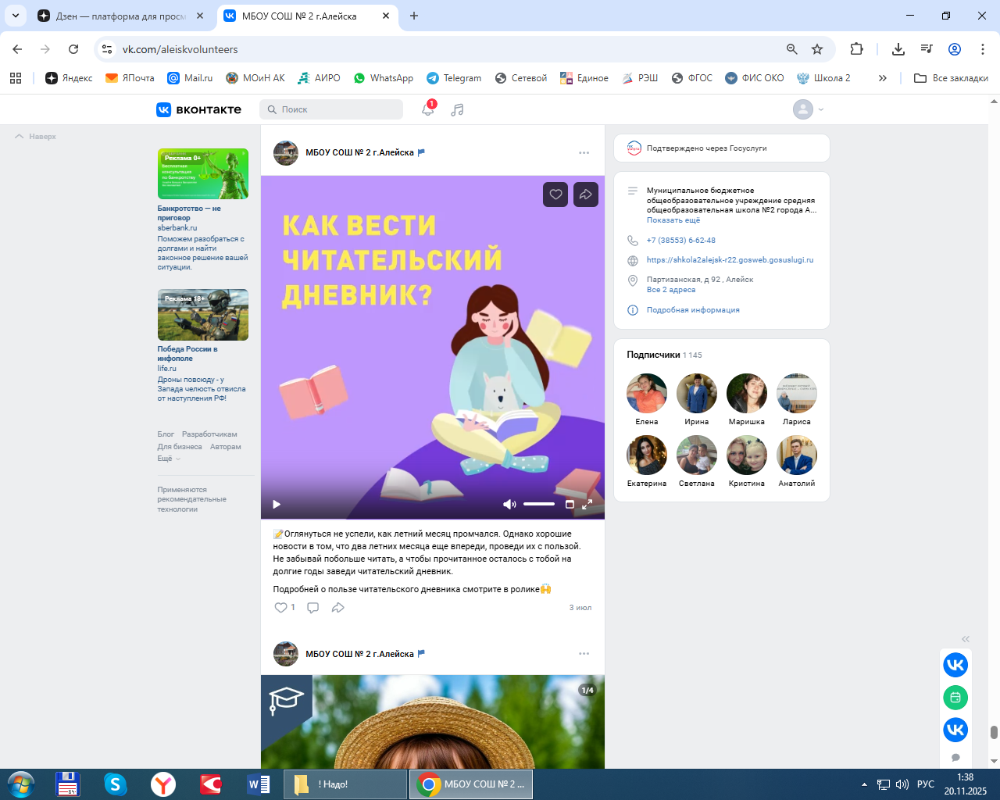 Дзен — платформа для просм
МБОУ СОШ № 2 г.Алейска
vk.com/aleiskvolunteers
Яндекс
ЯПочта
Mail.ru
МОиН АК
АИРО
WhatsApp
Telegram
Сетевой
Единое
РЭШ
ФГОС
ФИС ОКО
Школа 2
Все закладки
вконтакте
Поиск
1
Наверх
Реклама 0+
Бесплатная
консультация
по банкротству
Банкротство — не
приговор
sberbank.ru
Поможем разобраться с
долгами и найти
законное решение вашей
ситуации.
Реклама 18+
Победа России в
инфополе
life.ru
Дроны повсюду - у
Запада челюсть отвисла
от наступления РФ!
Блог Разработчикам
Для бизнеса Авторам
Ещё
Применяются
рекомендательные
технологии
МБОУ СОШ № 2 г.Алейска
КАК ВЕСТИ
ЧИТАТЕЛЬСКИЙ
ДНЕВНИК?
📝Оглянуться не успели, как летний месяц промчался. Однако хорошие
новости в том, что два летних месяца еще впереди, проведи их с пользой.
Не забывай побольше читать, а чтобы прочитанное осталось с тобой на
долгие годы заведи читательский дневник.
Подробней о пользе читательского дневника смотрите в ролике🙌
1
3 июл
МБОУ СОШ № 2 г.Алейска
1/4
Подтверждено через Госуслуги
Муниципальное бюджетное
общеобразовательное учреждение средняя
общеобразовательная школа №2 города А...
Показать ещё
+7 (38553) 6-62-48
https://shkola2alejsk-r22.gosweb.gosuslugi.ru
Партизанская, д 92 , Алейск
Все 2 адреса
Подробная информация
Подписчики 1 145
Елена
Ирина
Маришка
Лариса
Екатерина
Светлана
Кристина
Анатолий
64
! Надо!
МБОУ СОШ № 2 ...
РУС
1:38
20.11.2025